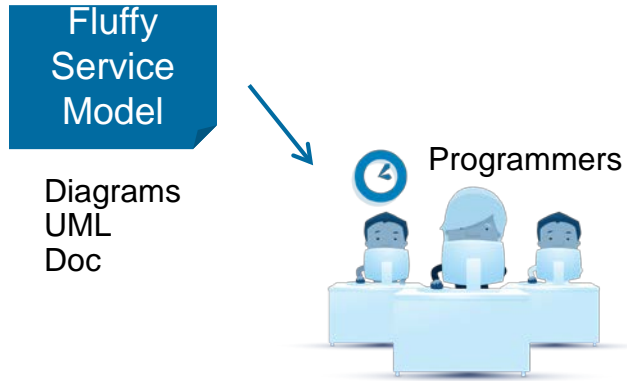 Fluffy
Service
Model
Programmers
Diagrams
UML
Doc